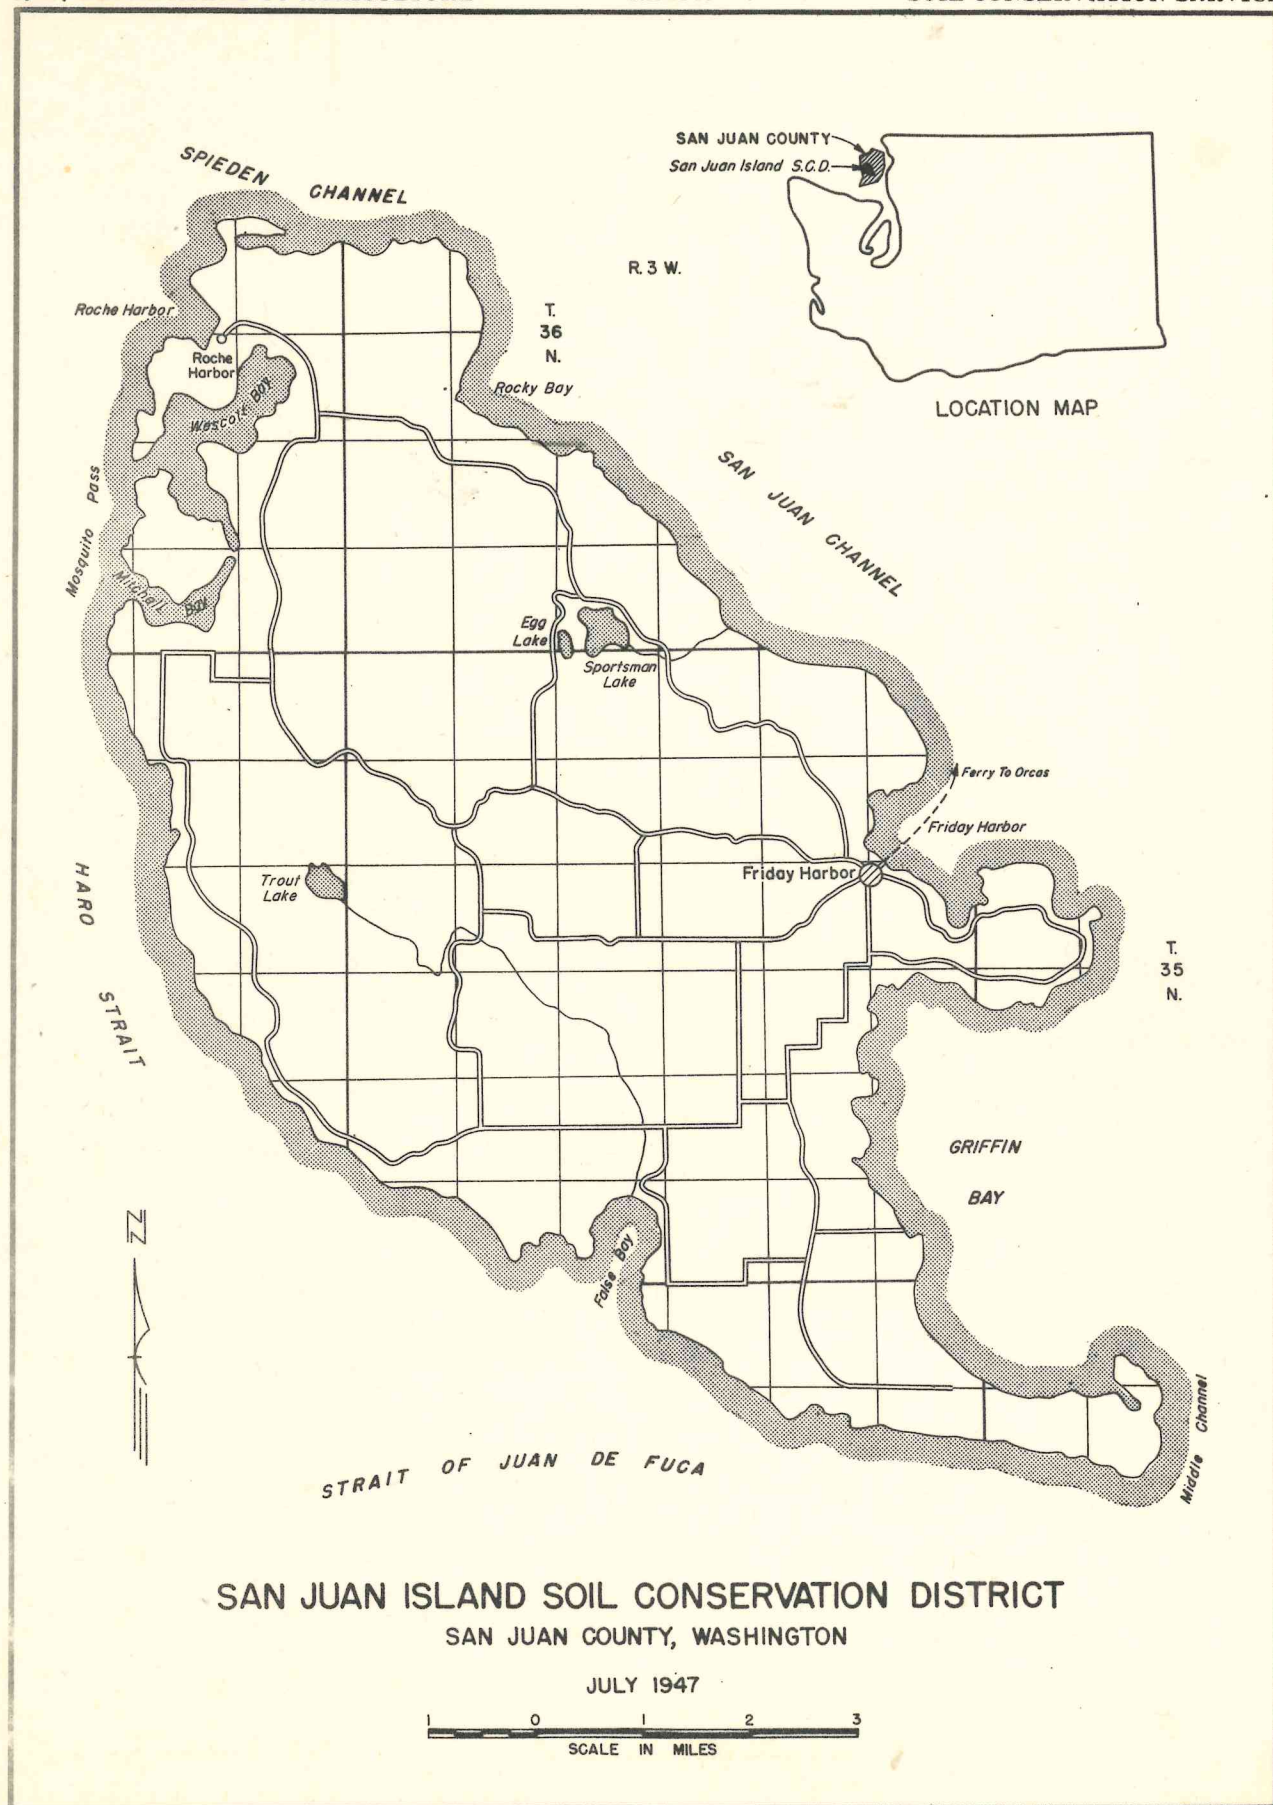 SPIEDEN CHANNEL
SAN JUAN COUNTY
San Juan Island S.C.D.
R. 3 W.
LOCATION MAP
Roche Harbor
T.
36
N.
Roche
Harbor
Rocky Bay
Wescott Bay
SAN JUAN CHANNEL
Mosquito Pass
Mitchell Bay
Egg
Lake
Sportsman
Lake
Ferry To Orcas
Friday Harbor
Friday Harbor
Trout
Lake
HARO STRAIT
T.
35
N.
GRIFFIN
BAY
False Bay
Middle Channel
STRAIT OF JUAN DE FUCA
SAN JUAN ISLAND SOIL CONSERVATION DISTRICT
SAN JUAN COUNTY, WASHINGTON
JULY 1947
1 0 1 2 3
SCALE IN MILES